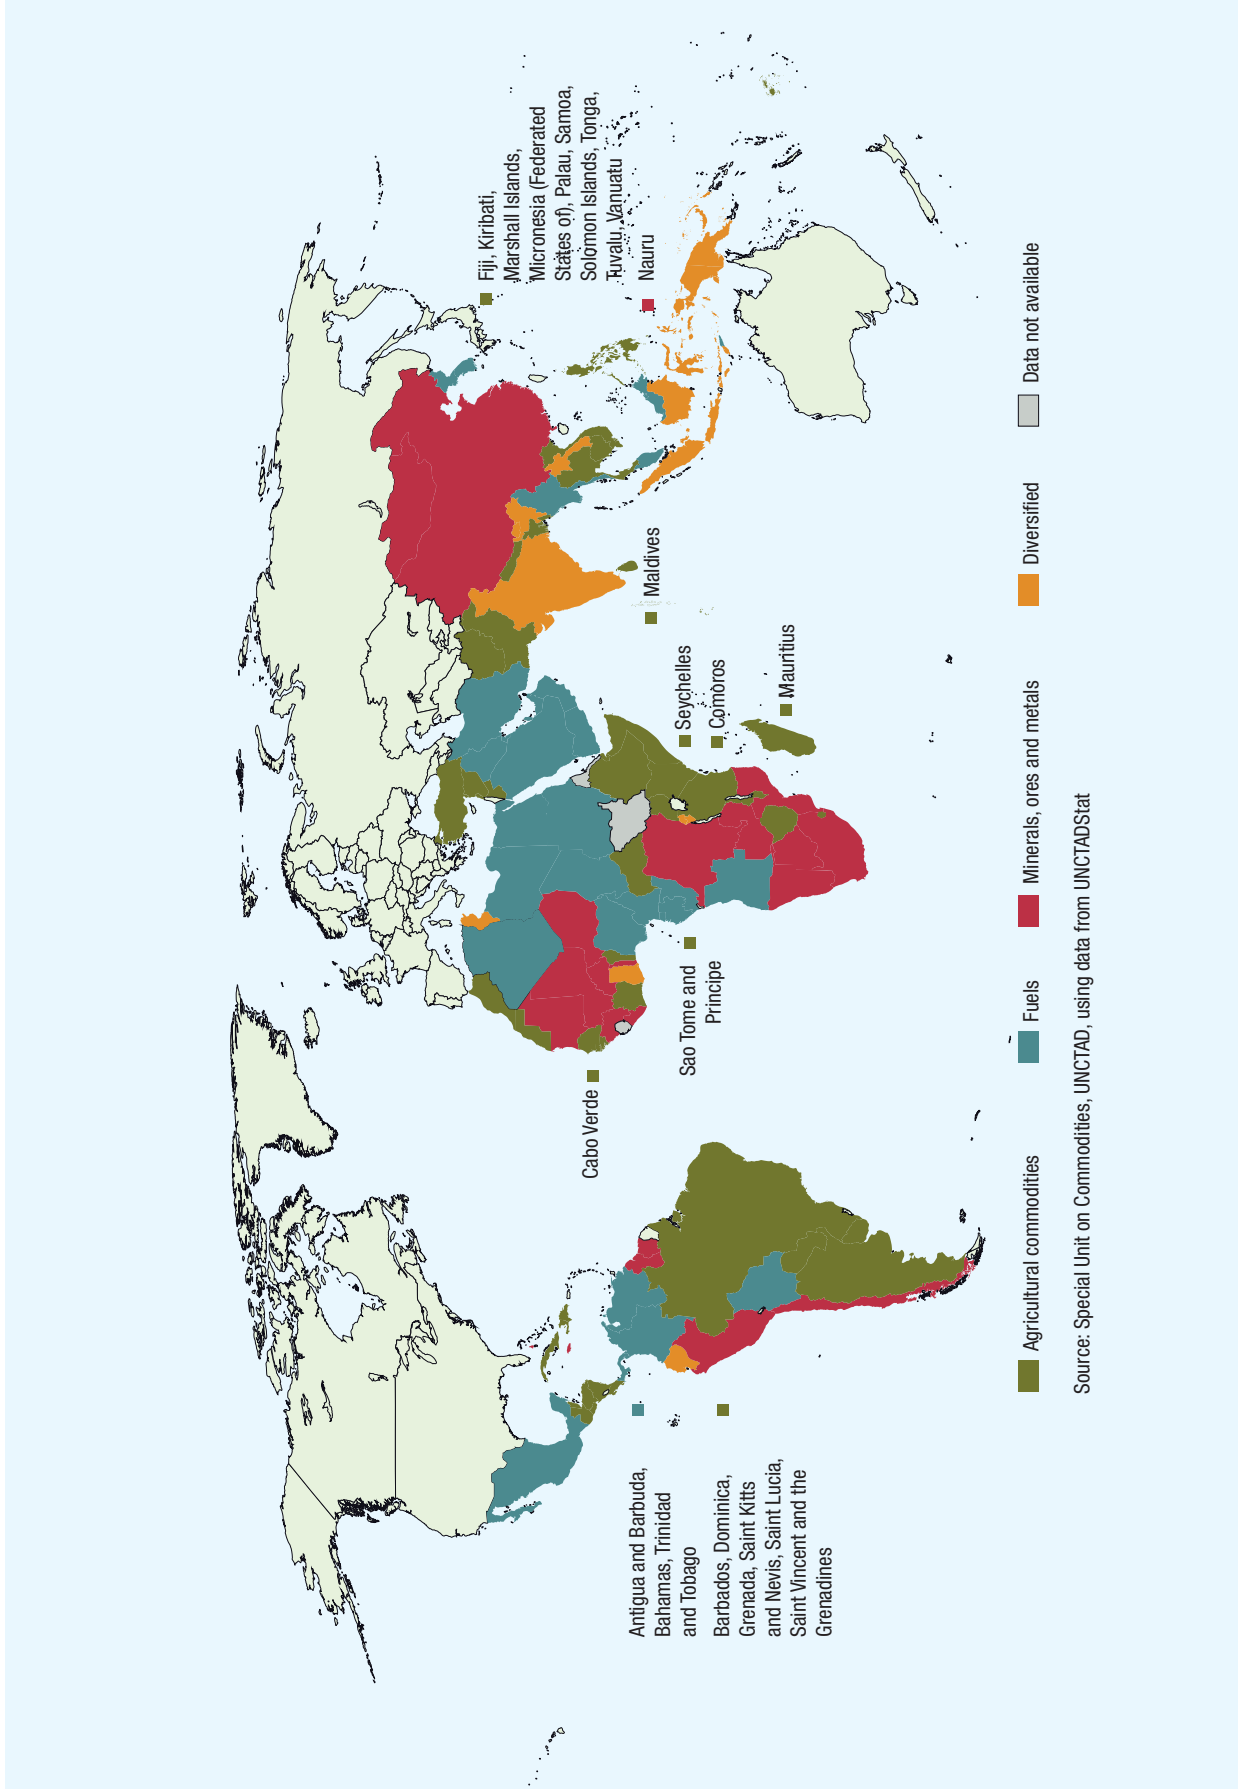 Fiji, Kiribati,
Marshall Islands,
Micronesia (Federated
States of), Palau, Samoa,
Solomon Islands, Tonga,
Tuvalu, Vanuatu
Nauru
Maldives
Seychelles
Comoros
Mauritius
Sao Tome and
Principe
Cabo Verde
Antigua and Barbuda,
Bahamas, Trinidad
and Tobago
Barbados, Dominica,
Grenada, Saint Kitts
and Nevis, Saint Lucia,
Saint Vincent and the
Grenadines
Agricultural commodities
Fuels
Minerals, ores and metals
Diversified
Data not available
Source: Special Unit on Commodities, UNCTAD, using data from UNCTADStat